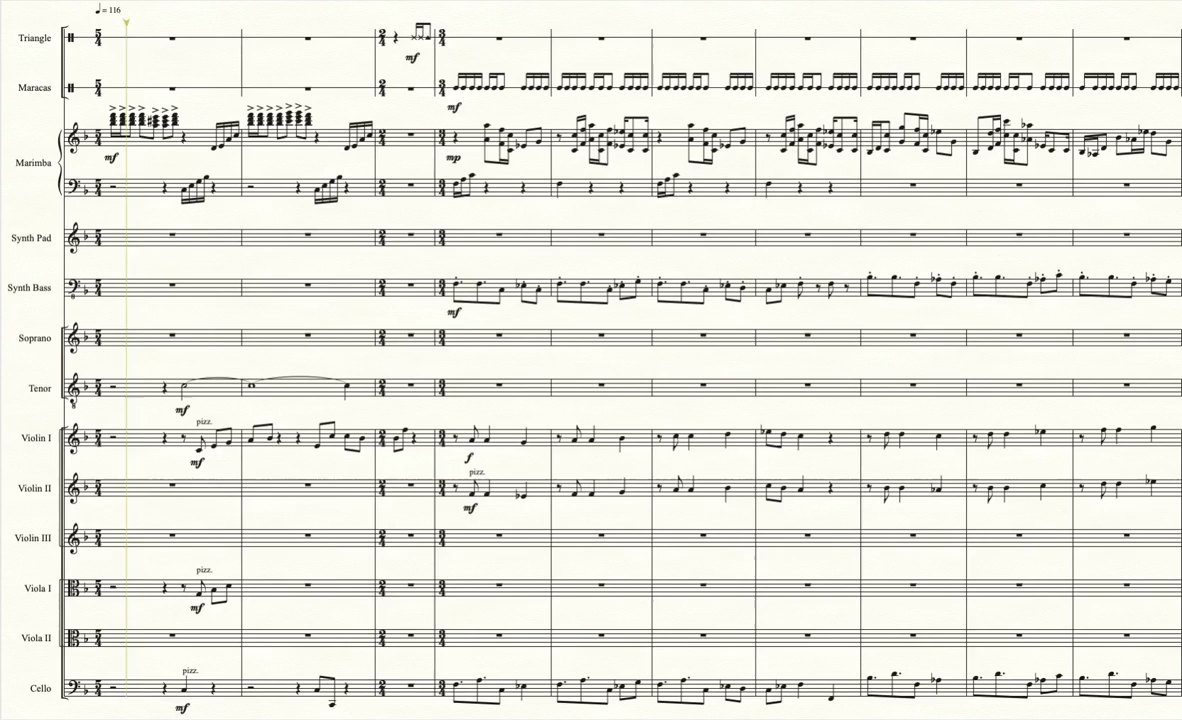 ♩ = 116
Triangle
mf
Maracas
mf
Marimba
mf
mp
Synth Pad
Synth Bass
mf
Soprano
Tenor
mf
pizz.
Violin I
mf
f
pizz.
Violin II
mf
Violin III
pizz.
Viola I
mf
Viola II
pizz.
Cello
mf